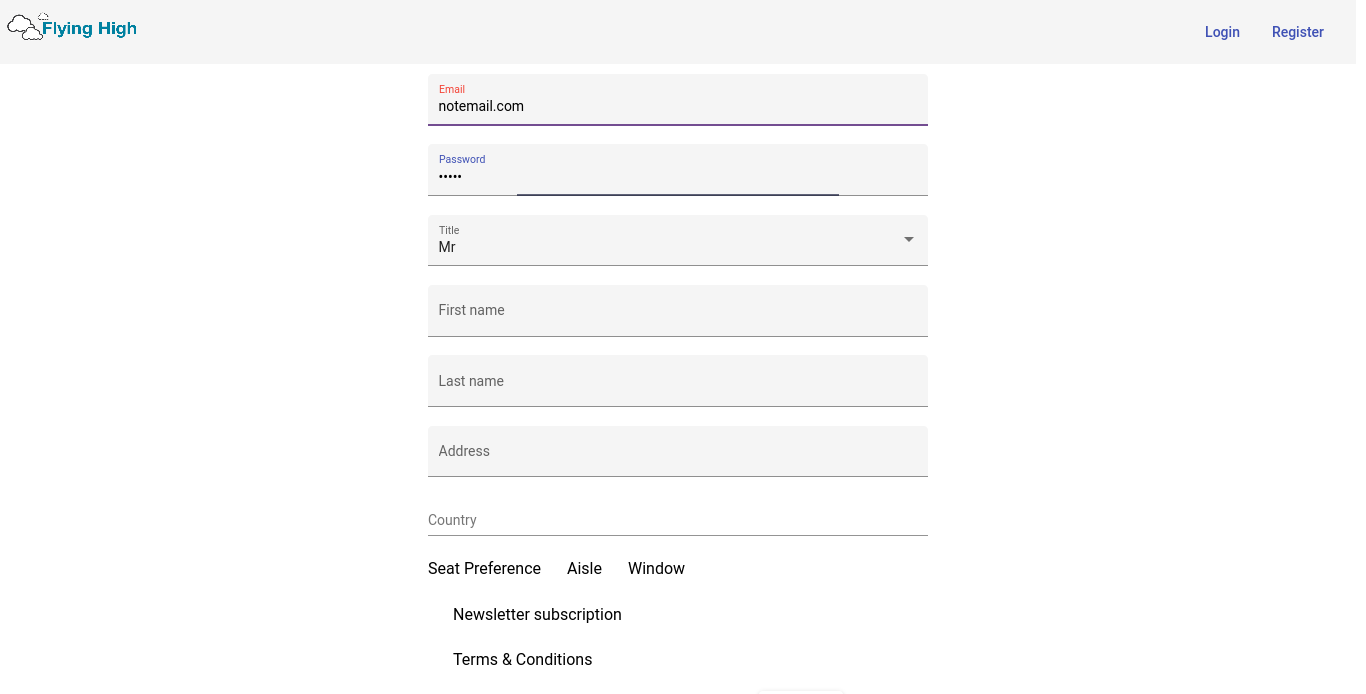 Flying High
Login Register
Email
notemail.com
Password
•••••
Title
Mr
First name
Last name
Address
Country
Seat Preference Aisle Window
Newsletter subscription
Terms & Conditions